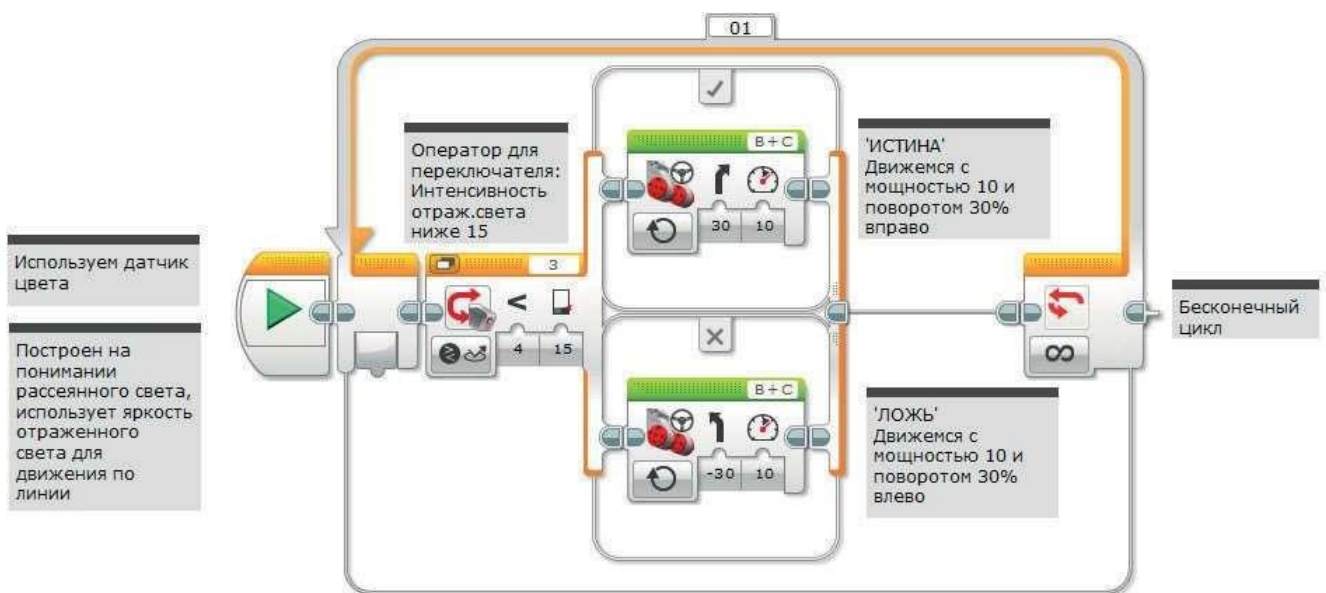 01
Используем датчик
цвета
Построен на
понимании
рассеянного света,
использует яркость
отраженного
света для
движения по
линии
Оператор для
переключателя:
Интенсивность
отраж.света
ниже 15
3
<
4 15
B+C
30 10
B+C
-30 10
'ИСТИНА'
Движемся с
мощностью 10 и
поворотом 30%
вправо
'ЛОЖЬ'
Движемся с
мощностью 10 и
поворотом 30%
влево
∞
Бесконечный
цикл